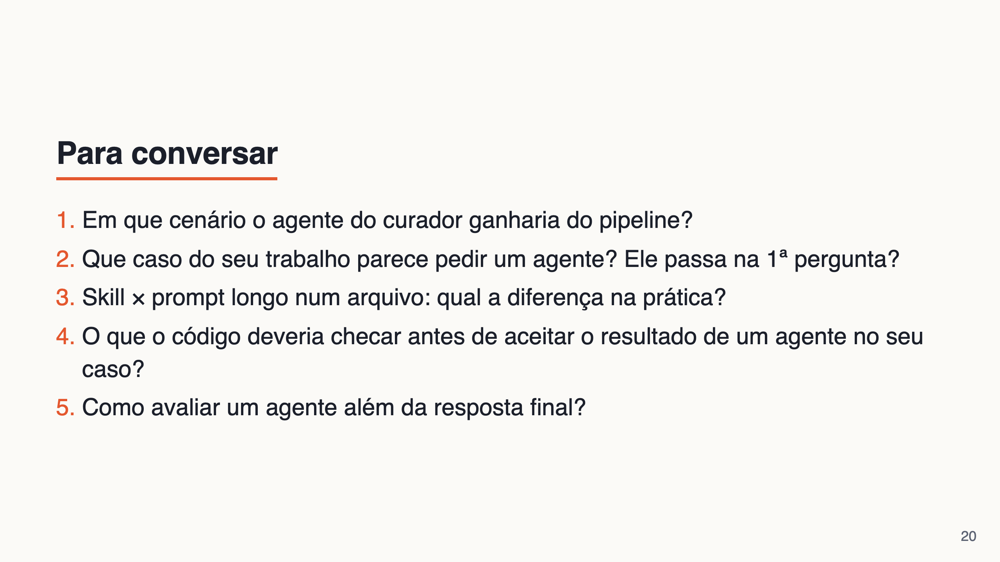 Para conversar
1. Em que cenário o agente do curador ganharia do pipeline?
2. Que caso do seu trabalho parece pedir um agente? Ele passa na 1ª pergunta?
3. Skill × prompt longo num arquivo: qual a diferença na prática?
4. O que o código deveria checar antes de aceitar o resultado de um agente no seu
caso?
5. Como avaliar um agente além da resposta final?
20